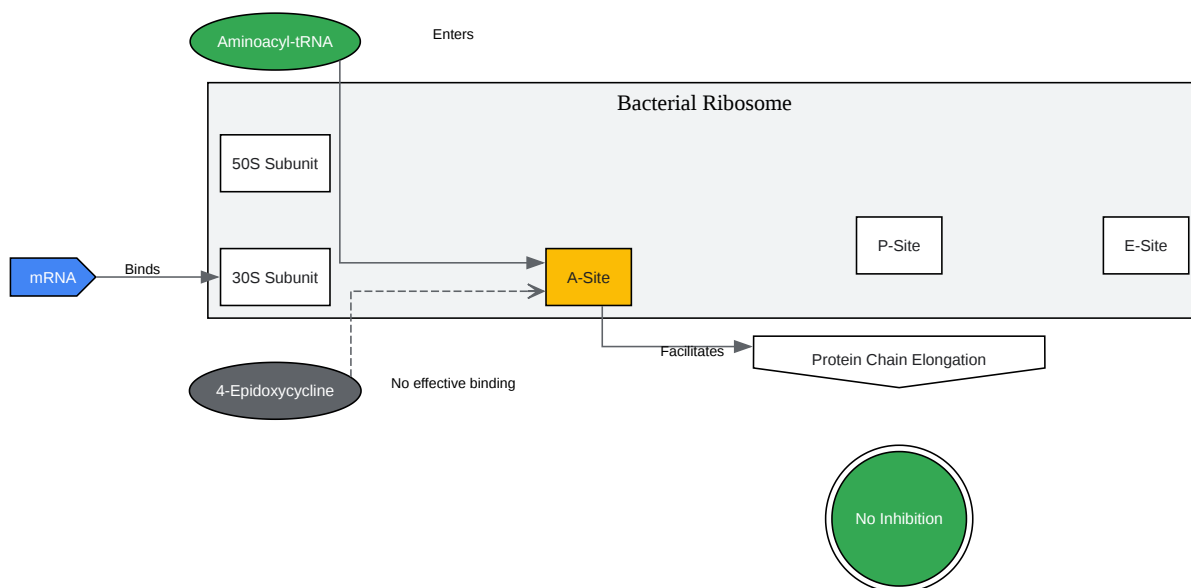 Aminoacyl-tRNA
Enters
Bacterial Ribosome
50S Subunit
P-Site
E-Site
mRNA
Binds
30S Subunit
A-Site
Facilitates
Protein Chain Elongation
4-Epidoxycycline
No effective binding
No Inhibition